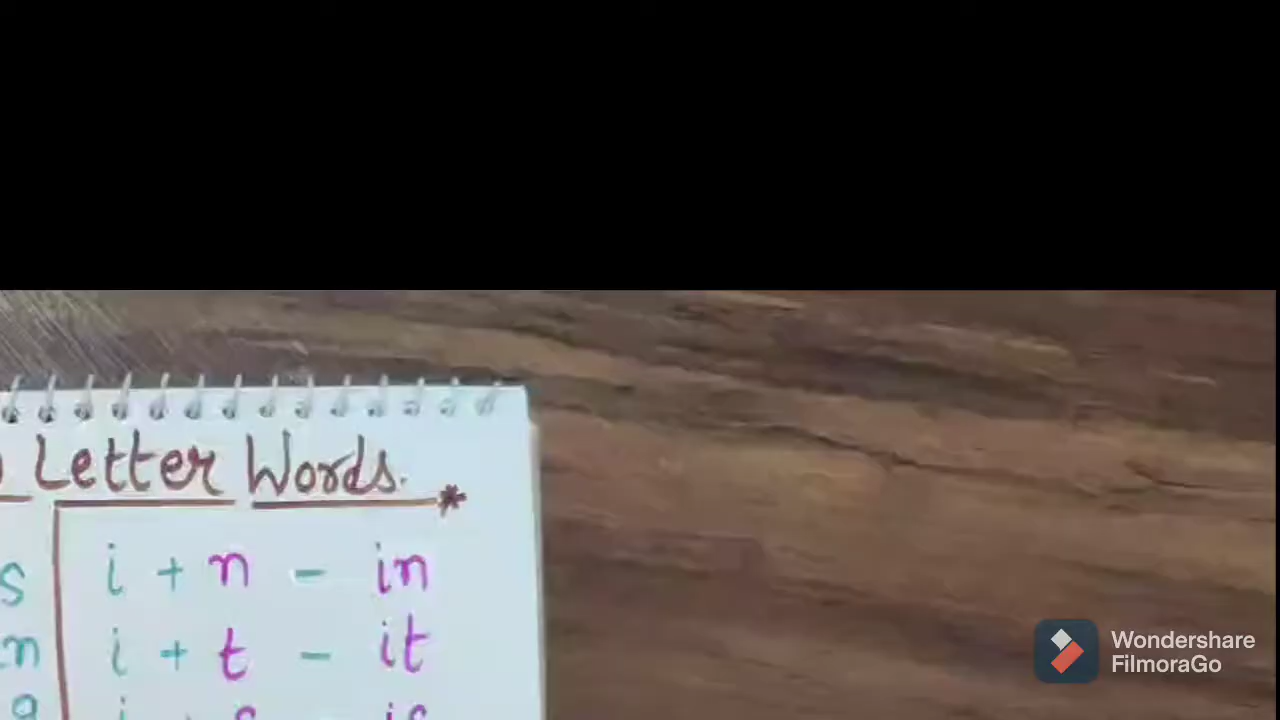 Letter Words.
i + n - in
i + t - it
Wondershare
FilmoraGo